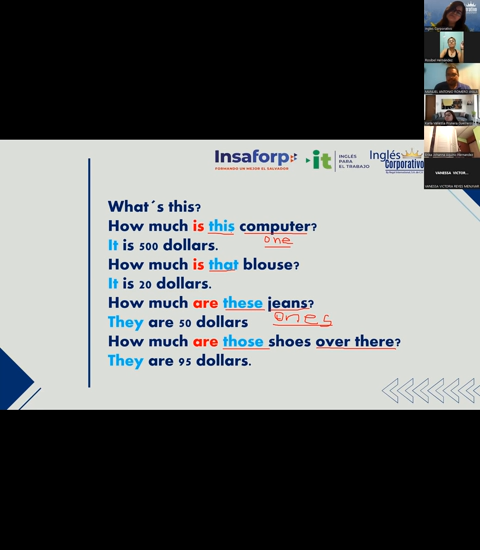 Insaforp
FORMANDO UN MEJOR EL SALVADOR
it
INGLÉS
PARA
EL TRABAJO
Inglés
Corporativo
What´s this?
How much is this computer?
one
It is 500 dollars.
How much is that blouse?
It is 20 dollars.
How much are these jeans?
ones
They are 50 dollars
How much are those shoes over there?
They are 95 dollars.
VANESSA VICTOR...